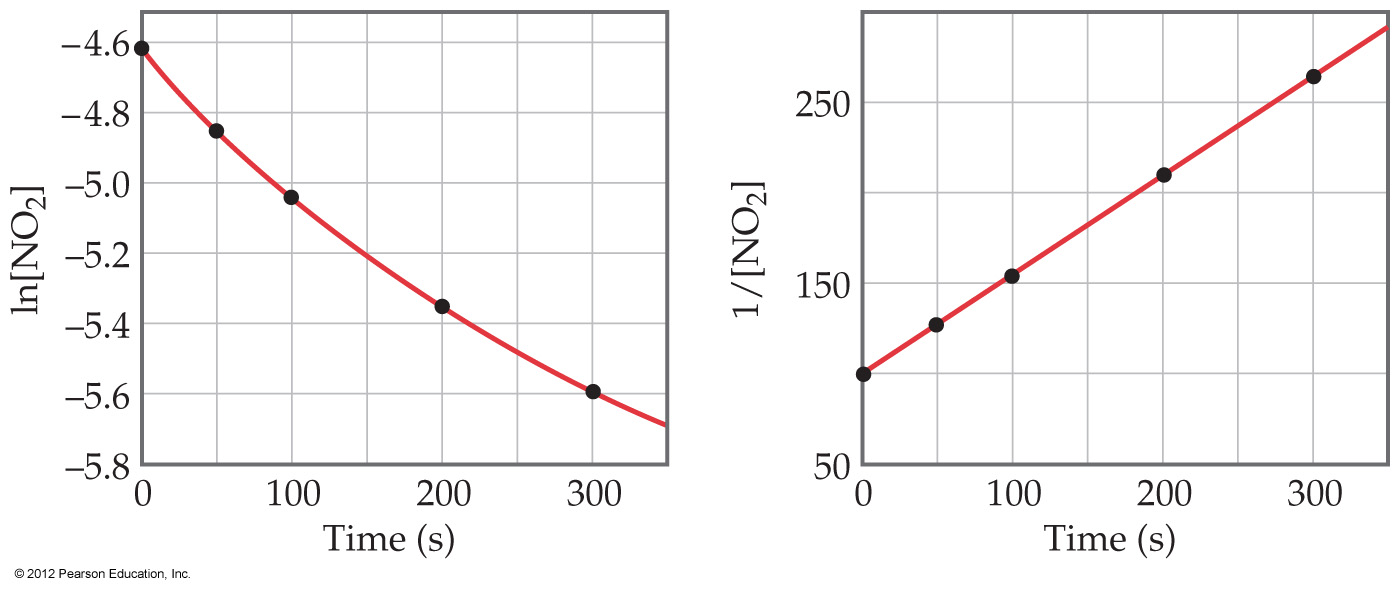 ln[NO₂]
−4.6
−4.8
−5.0
−5.2
−5.4
−5.6
−5.8
0 100 200 300
Time (s)
1/[NO₂]
250
150
50
0 100 200 300
Time (s)
© 2012 Pearson Education, Inc.